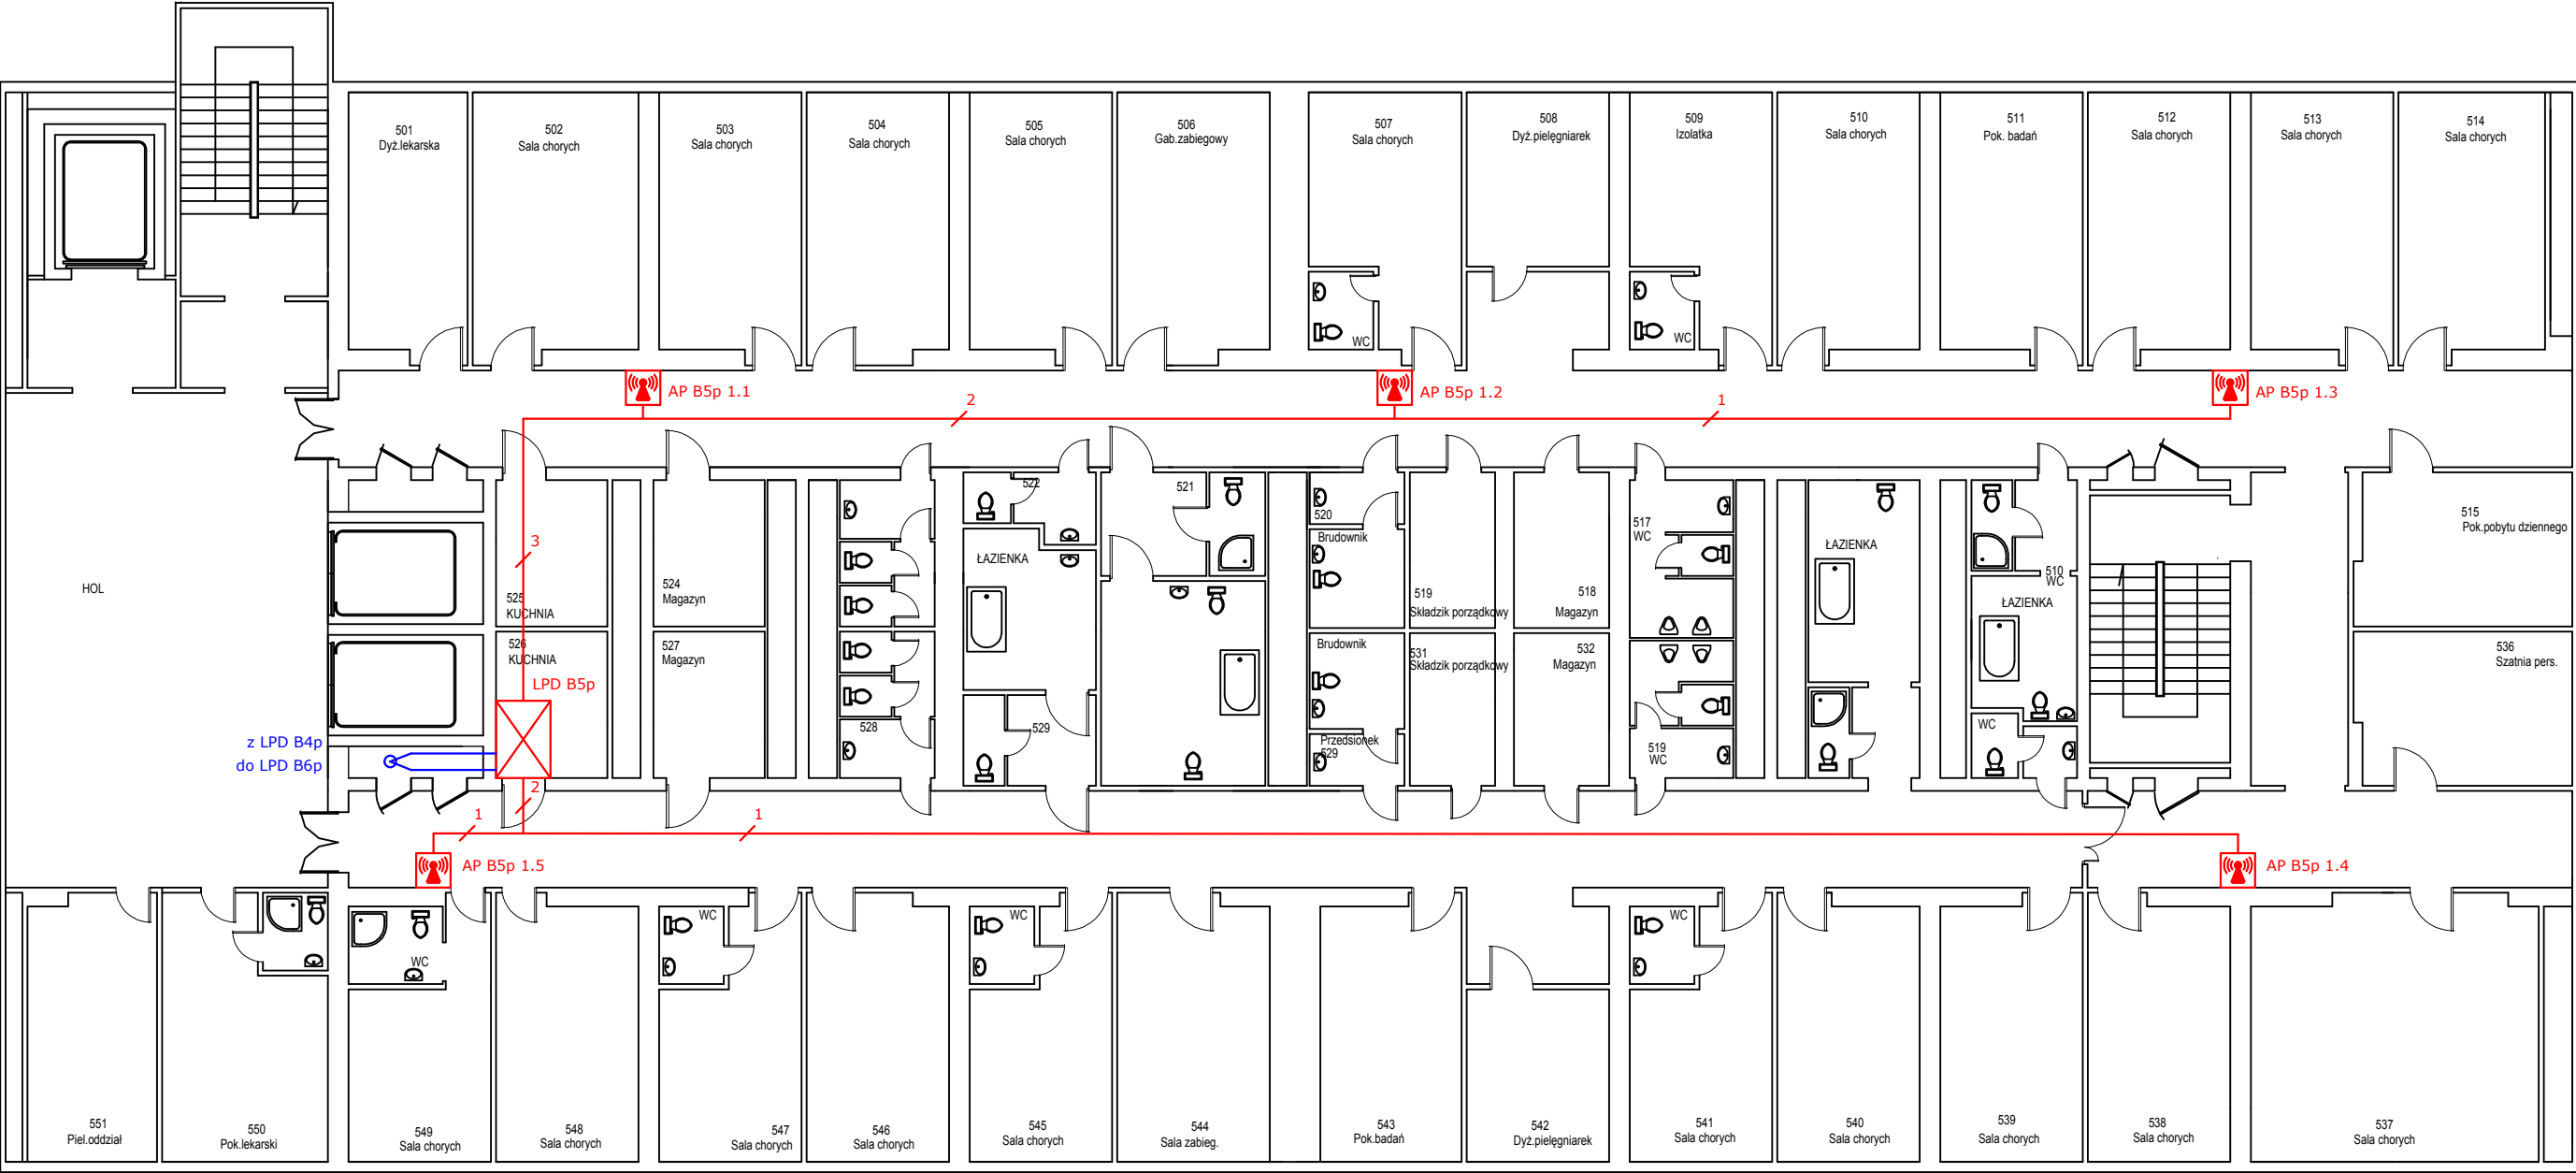 501
Dyż.lekarska
502
Sala chorych
503
Sala chorych
504
Sala chorych
505
Sala chorych
506
Gab.zabiegowy
507
Sala chorych
508
Dyż.pielęgniarek
509
Izolatka
510
Sala chorych
511
Pok. badań
512
Sala chorych
513
Sala chorych
514
Sala chorych
WC
WC
AP B5p 1.1
AP B5p 1.2
AP B5p 1.3
2
1
3
HOL
525
KUCHNIA
526
KUCHNIA
LPD B5p
524
Magazyn
527
Magazyn
522
ŁAZIENKA
521
520
Brudownik
Brudownik
519
Składzik porządkowy
531
Składzik porządkowy
518
Magazyn
532
Magazyn
517
WC
ŁAZIENKA
510
WC
ŁAZIENKA
515
Pok.pobytu dziennego
536
Szatnia pers.
528
529
Przedsionek
529
519
WC
WC
z LPD B4p
do LPD B6p
2
1
1
AP B5p 1.5
AP B5p 1.4
WC
WC
WC
WC
551
Piel.oddział
550
Pok.lekarski
549
Sala chorych
548
Sala chorych
547
Sala chorych
546
Sala chorych
545
Sala chorych
544
Sala zabieg.
543
Pok.badań
542
Dyż.pielęgniarek
541
Sala chorych
540
Sala chorych
539
Sala chorych
538
Sala chorych
537
Sala chorych